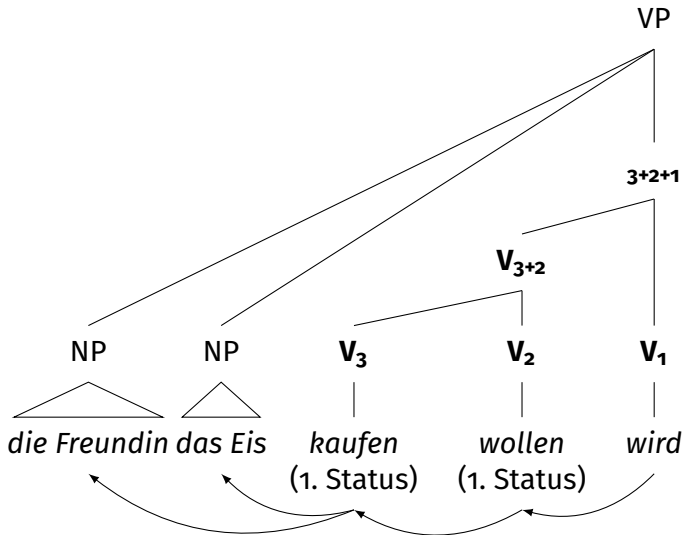 VP
3+2+1
V3+2
NP NP V3 V2 V1
die Freundin das Eis kaufen wollen wird
(1. Status) (1. Status)